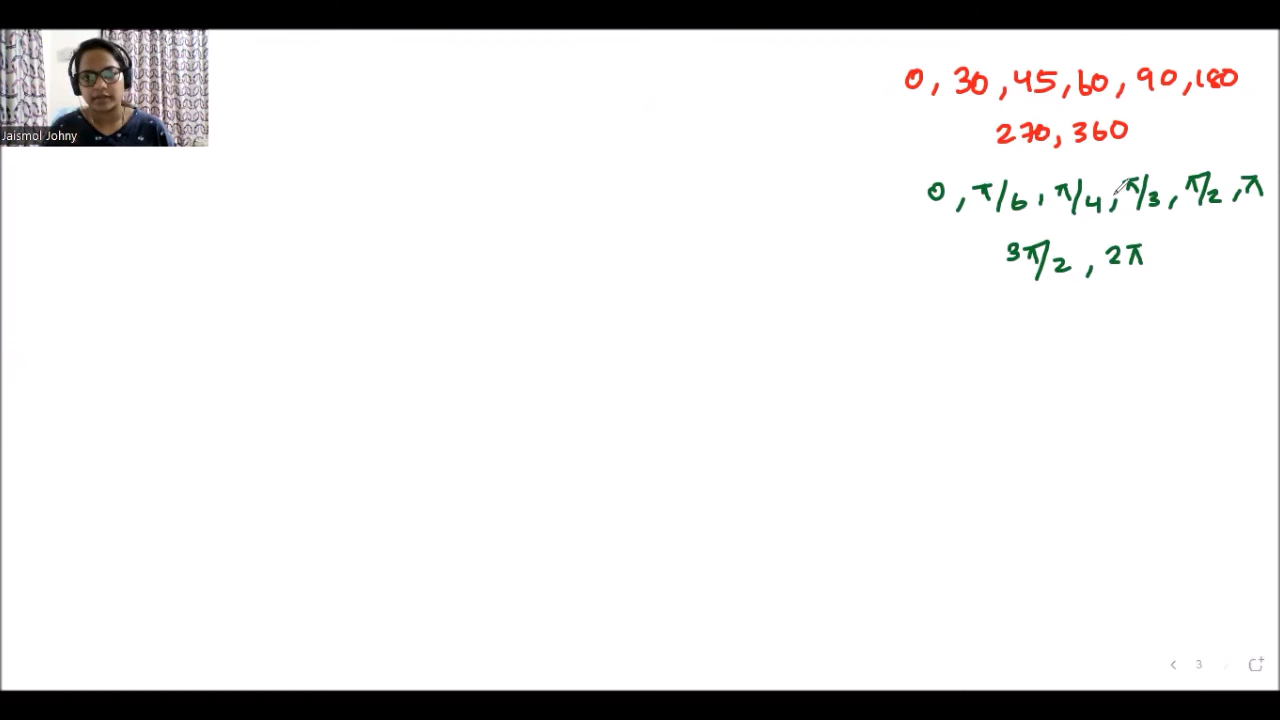 Jaismol Johny
0, 30, 45, 60, 90, 180
270, 360
0, π/6, π/4, π/3, π/2, π
3π/2, 2π
3